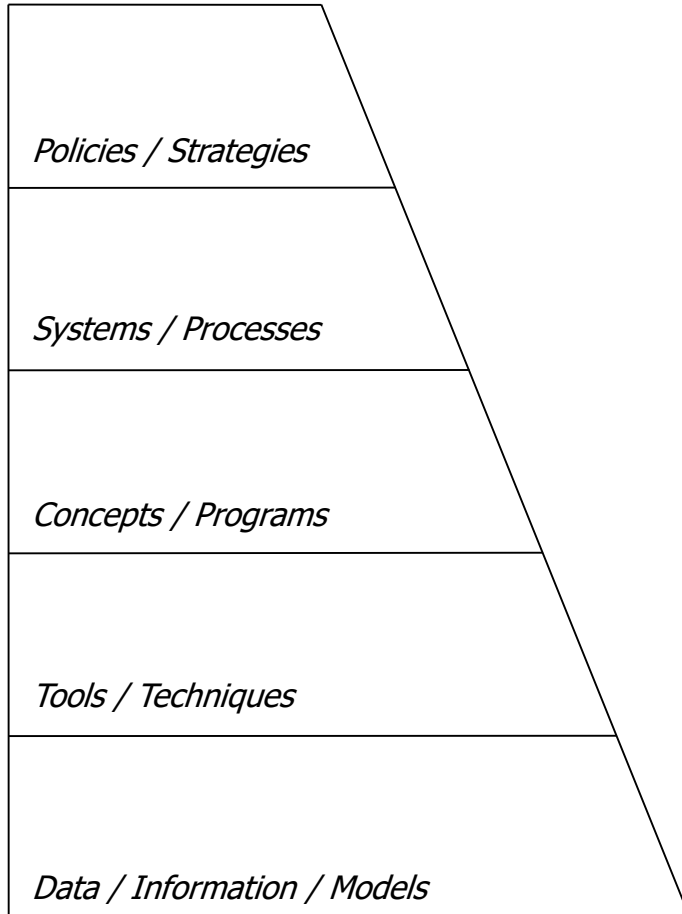 Policies / Strategies
Systems / Processes
Concepts / Programs
Tools / Techniques
Data / Information / Models